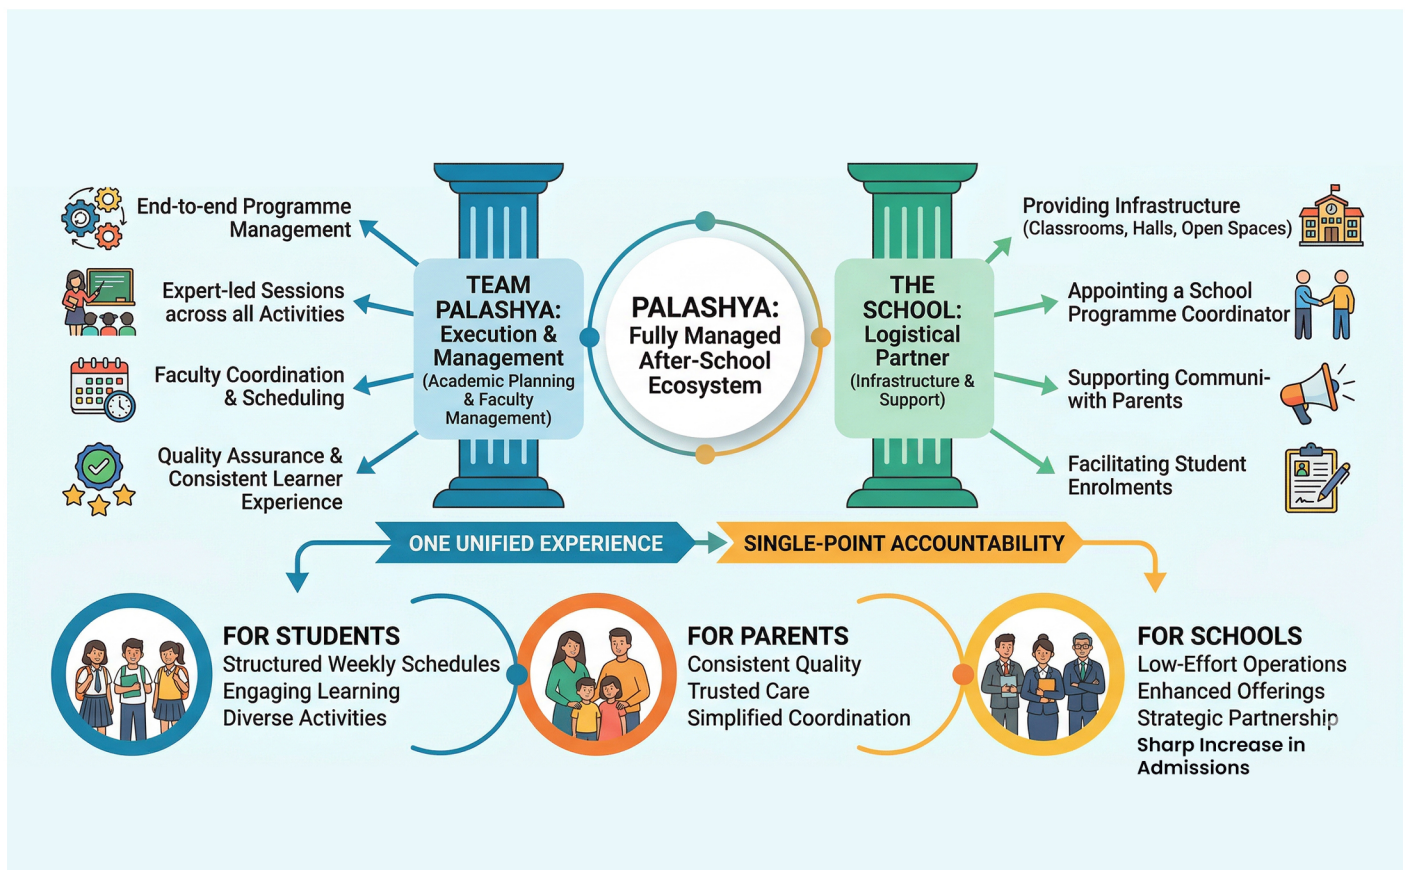 End-to-end Programme
Management
Expert-led Sessions
across all Activities
Faculty Coordination
& Scheduling
Quality Assurance &
Consistent Learner
Experience
TEAM
PALASHYA:
Execution &
Management
(Academic Planning
& Faculty
Management)
PALASHYA:
Fully Managed
After-School
Ecosystem
THE
SCHOOL:
Logistical
Partner
(Infrastructure &
Support)
Providing Infrastructure
(Classrooms, Halls, Open Spaces)
Appointing a School
Programme Coordinator
Supporting Communi-
with Parents
Facilitating Student
Enrolments
ONE UNIFIED EXPERIENCE
SINGLE-POINT ACCOUNTABILITY
FOR STUDENTS
Structured Weekly Schedules
Engaging Learning
Diverse Activities
FOR PARENTS
Consistent Quality
Trusted Care
Simplified Coordination
FOR SCHOOLS
Low-Effort Operations
Enhanced Offerings
Strategic Partnership
Sharp Increase in
Admissions